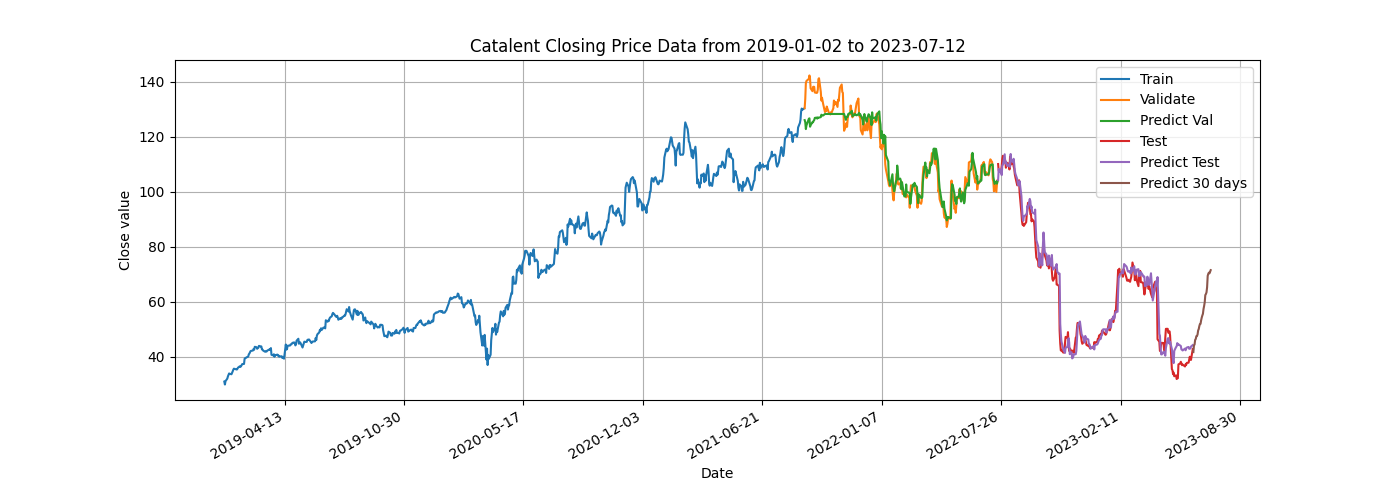 Catalent Closing Price Data from 2019-01-02 to 2023-07-12
Close value
140
120
100
80
60
40
Train
Validate
Predict Val
Test
Predict Test
Predict 30 days
2019-04-13
2019-10-30
2020-05-17
2020-12-03
2021-06-21
2022-01-07
2022-07-26
2023-02-11
2023-08-30
Date